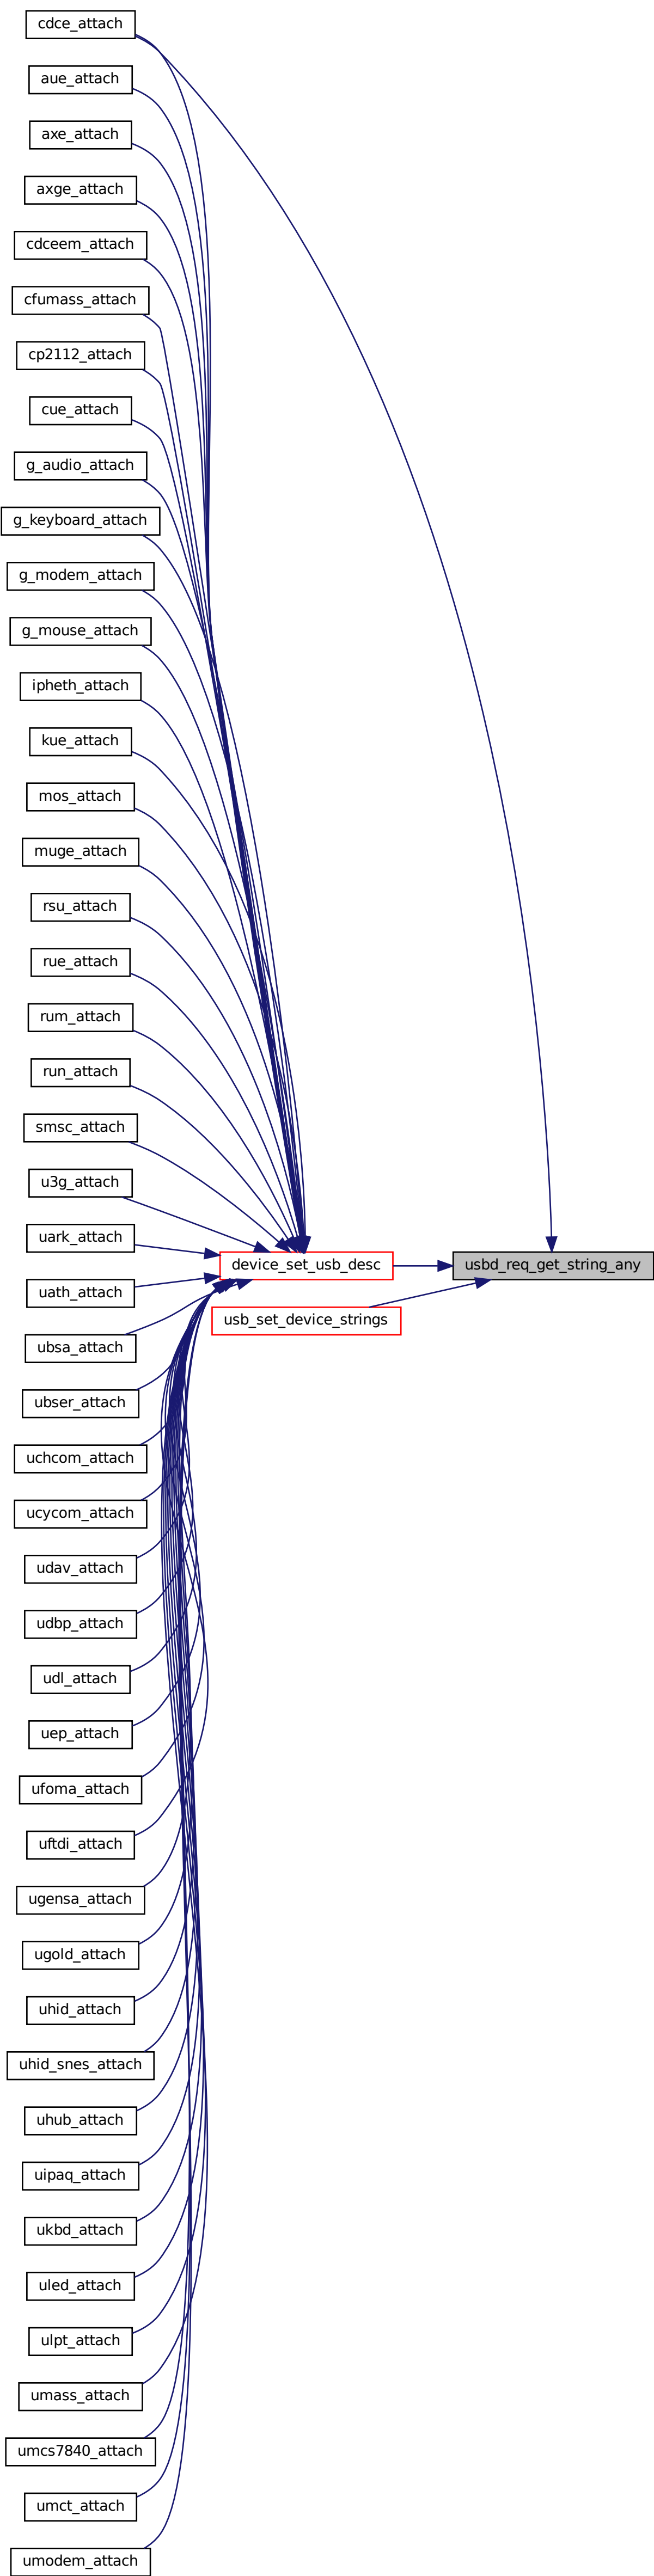 cdce_attach
aue_attach
axe_attach
axge_attach
cdceem_attach
cfumass_attach
cp2112_attach
cue_attach
g_audio_attach
g_keyboard_attach
g_modem_attach
g_mouse_attach
ipheth_attach
kue_attach
mos_attach
muge_attach
rsu_attach
rue_attach
rum_attach
run_attach
smsc_attach
u3g_attach
uark_attach
device_set_usb_desc
usbd_req_get_string_any
uath_attach
usb_set_device_strings
ubsa_attach
ubser_attach
uchcom_attach
ucycom_attach
udav_attach
udbp_attach
udl_attach
uep_attach
ufoma_attach
uftdi_attach
ugensa_attach
ugold_attach
uhid_attach
uhid_snes_attach
uhub_attach
uipaq_attach
ukbd_attach
uled_attach
ulpt_attach
umass_attach
umcs7840_attach
umct_attach
umodem_attach